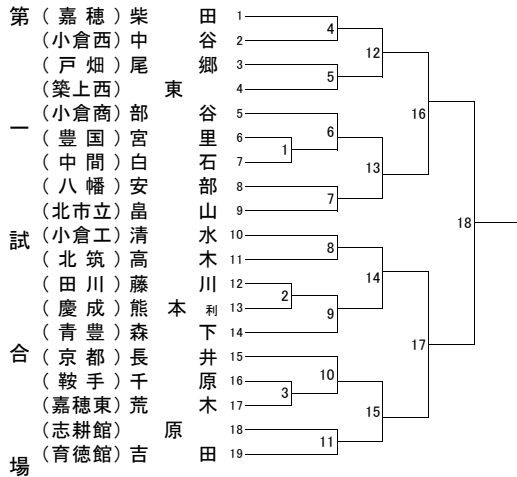 第一試合場
(嘉穂)柴田 1
(小倉西)中谷 2
(戸畑)尾郷 3
(築上西)東 4
(小倉商)部谷 5
(豊国)宮里 6
(中間)白石 7
(八幡)安部 8
(北市立)畠山 9
(小倉工)清水 10
(北筑)高木 11
(田川)藤川 12
(慶成)熊本利 13
(青豊)森下 14
(京都)長井 15
(鞍手)千原 16
(嘉穂東)荒木 17
(志耕館)原 18
(育徳館)吉田 19
1
2
3
4
5
6
7
8
9
10
11
12
13
14
15
16
17
18